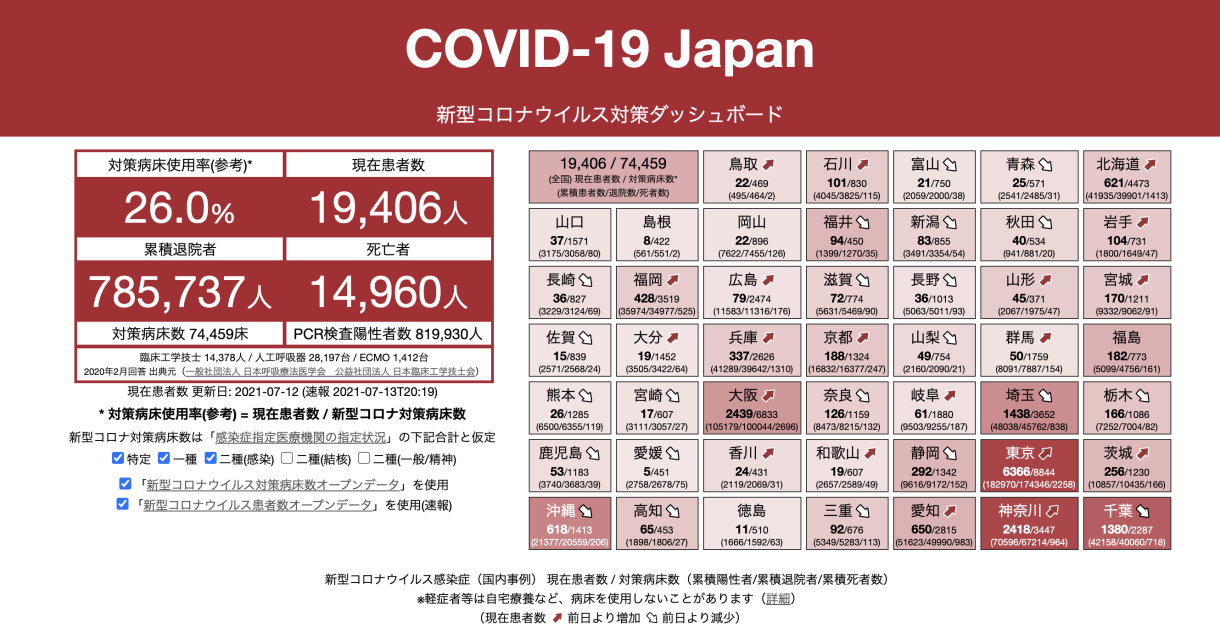 COVID-19 Japan
新型コロナウイルス対策ダッシュボード
対策病床使用率(参考)* 現在患者数
26.0% 19,406人
累積退院者 死亡者
785,737人 14,960人
対策病床数 74,459床 PCR検査陽性者数 819,930人
臨床工学技士 14,378人 / 人工呼吸器 28,197台 / ECMO 1,412台
2020年2月回答 出典元（一般社団法人 日本呼吸療法医学会　公益社団法人 日本臨床工学技士会）
現在患者数 更新日: 2021-07-12 (速報 2021-07-13T20:19)
* 対策病床使用率(参考) = 現在患者数 / 新型コロナ対策病床数
新型コロナ対策病床数は「感染症指定医療機関の指定状況」の下記合計と仮定
特定 一種 二種(感染) 二種(結核) 二種(一般/精神)
「新型コロナウイルス対策病床数オープンデータ」を使用
「新型コロナウイルス患者数オープンデータ」を使用(速報)
19,406 / 74,459
(全国) 現在患者数 / 対策病床数*
(累積患者数/退院数/死者数)
鳥取 石川 富山 青森 北海道
22/469 101/830 21/750 25/571 621/4473
(495/464/2) (4045/3825/115) (2059/2000/38) (2541/2485/31) (41935/39901/1413)
山口 島根 岡山 福井 新潟 秋田 岩手
37/1571 8/422 22/896 94/450 83/855 40/534 104/731
(3175/3058/80) (561/551/2) (7622/7455/126) (1399/1270/35) (3491/3354/54) (941/881/20) (1800/1649/47)
長崎 福岡 広島 滋賀 長野 山形 宮城
36/827 428/3519 79/2474 72/774 36/1013 45/371 170/1211
(3229/3124/69) (35974/34977/525) (11583/11316/176) (5631/5469/90) (5063/5011/93) (2067/1975/47) (9332/9062/91)
佐賀 大分 兵庫 京都 山梨 群馬 福島
15/839 19/1452 337/2626 188/1324 49/754 50/1759 182/773
(2571/2568/24) (3505/3422/64) (41289/39642/1310) (16832/16377/247) (2160/2090/21) (8091/7887/154) (5099/4756/161)
熊本 宮崎 大阪 奈良 岐阜 埼玉 栃木
26/1285 17/607 2439/6833 126/1159 61/1880 1438/3652 166/1086
(6500/6355/119) (3111/3057/27) (105179/100044/2696) (8473/8215/132) (9503/9255/187) (48038/45762/838) (7252/7004/82)
鹿児島 愛媛 香川 和歌山 静岡 東京 茨城
53/1183 5/451 24/431 19/607 292/1342 6366/8844 256/1230
(3740/3683/39) (2758/2678/75) (2119/2069/31) (2657/2589/49) (9616/9172/152) (182970/174346/2258) (10857/10435/166)
沖縄 高知 徳島 三重 愛知 神奈川 千葉
618/1413 65/453 11/510 92/676 650/2815 2418/3447 1380/2287
(21377/20559/206) (1898/1806/27) (1666/1592/63) (5349/5283/113) (51623/49990/983) (70596/67214/964) (42158/40060/718)
新型コロナウイルス感染症（国内事例） 現在患者数 / 対策病床数（累積陽性者/累積退院者/累積死者数）
※軽症者等は自宅療養など、病床を使用しないことがあります（詳細）
（現在患者数 前日より増加 前日より減少）